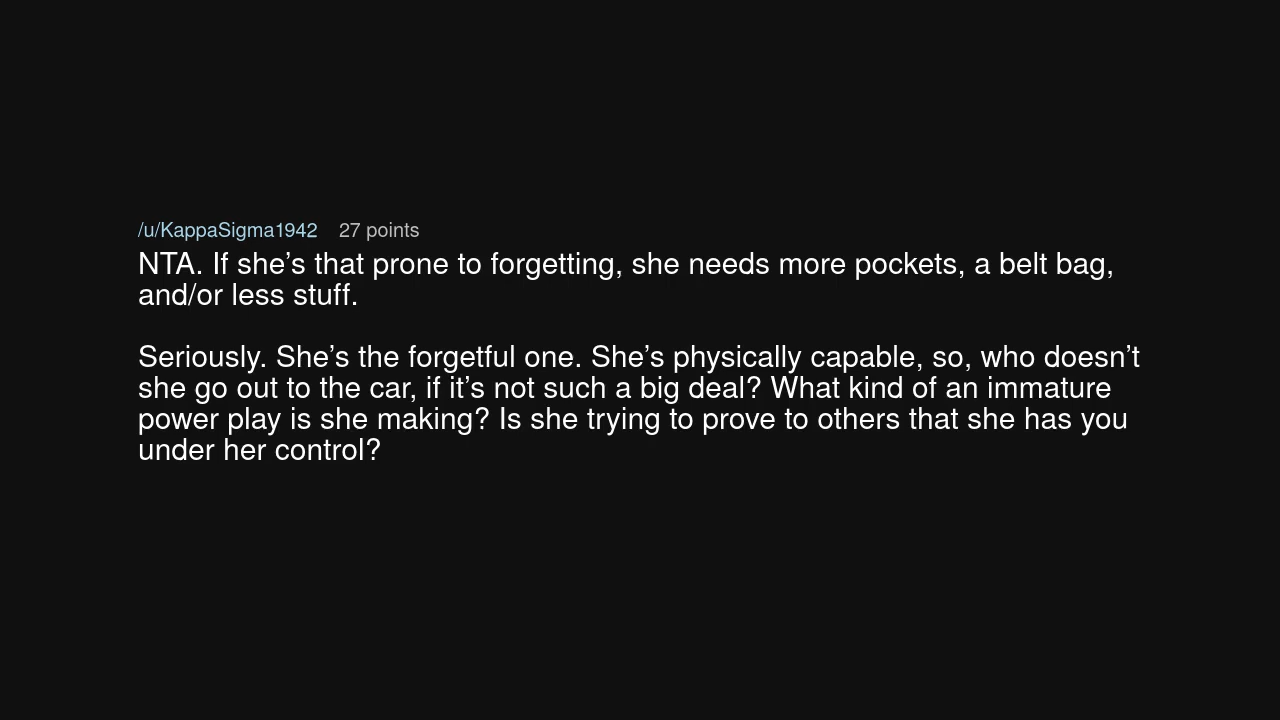 /u/KappaSigma1942 27 points
NTA. If she’s that prone to forgetting, she needs more pockets, a belt bag,
and/or less stuff.
Seriously. She’s the forgetful one. She’s physically capable, so, who doesn’t
she go out to the car, if it’s not such a big deal? What kind of an immature
power play is she making? Is she trying to prove to others that she has you
under her control?